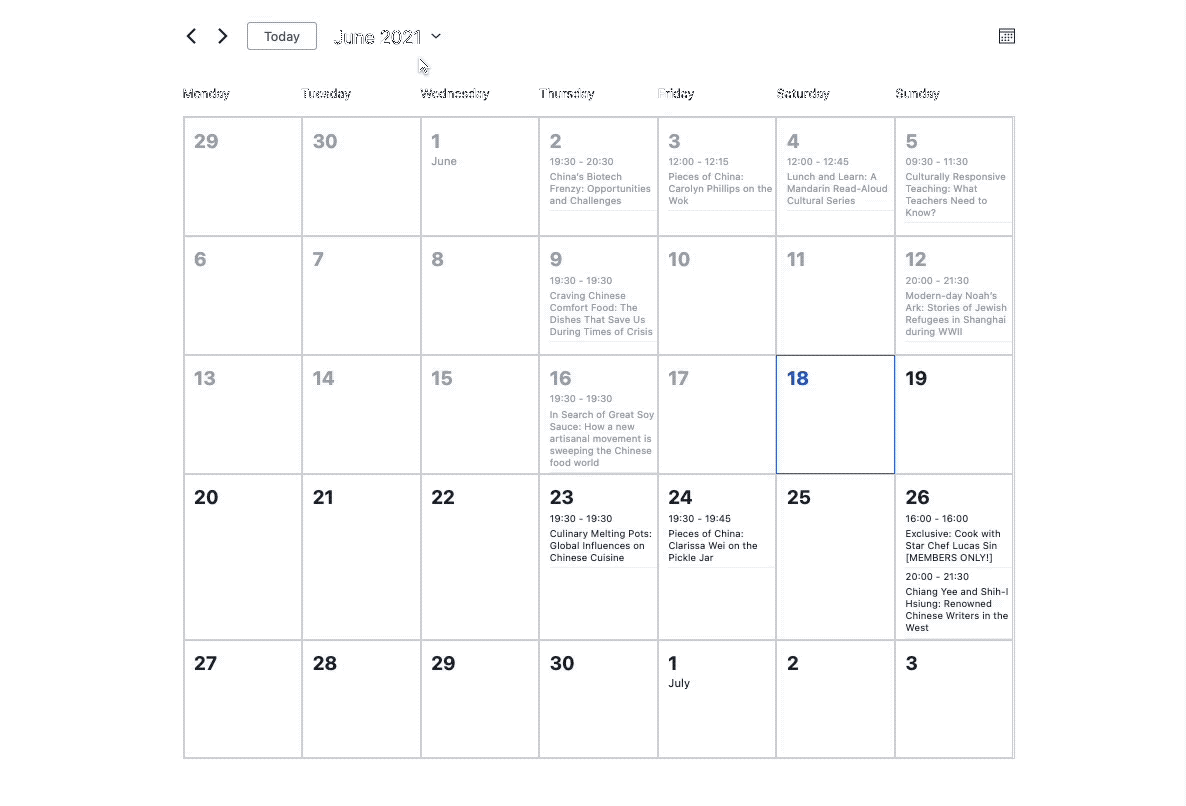 Today
June 2021
Monday Tuesday Wednesday Thursday Friday Saturday Sunday
29
30
1
June
2
19:30 - 20:30
China's Biotech
Frenzy: Opportunities
and Challenges
3
12:00 - 12:15
Pieces of China:
Carolyn Phillips on the
Wok
4
12:00 - 12:45
Lunch and Learn: A
Mandarin Read-Aloud
Cultural Series
5
09:30 - 11:30
Culturally Responsive
Teaching: What
Teachers Need to
Know?
6
7
8
9
19:30 - 19:30
Craving Chinese
Comfort Food: The
Dishes That Save Us
During Times of Crisis
10
11
12
20:00 - 21:30
Modern-day Noah's
Ark: Stories of Jewish
Refugees in Shanghai
during WWII
13
14
15
16
19:30 - 19:30
In Search of Great Soy
Sauce: How a new
artisanal movement is
sweeping the Chinese
food world
17
18
19
20
21
22
23
19:30 - 19:30
Culinary Melting Pots:
Global Influences on
Chinese Cuisine
24
19:30 - 19:45
Pieces of China:
Clarissa Wei on the
Pickle Jar
25
26
16:00 - 16:00
Exclusive: Cook with
Star Chef Lucas Sin
[MEMBERS ONLY!]
20:00 - 21:30
Chiang Yee and Shih-I
Hsiung: Renowned
Chinese Writers in the
West
27
28
29
30
1
July
2
3